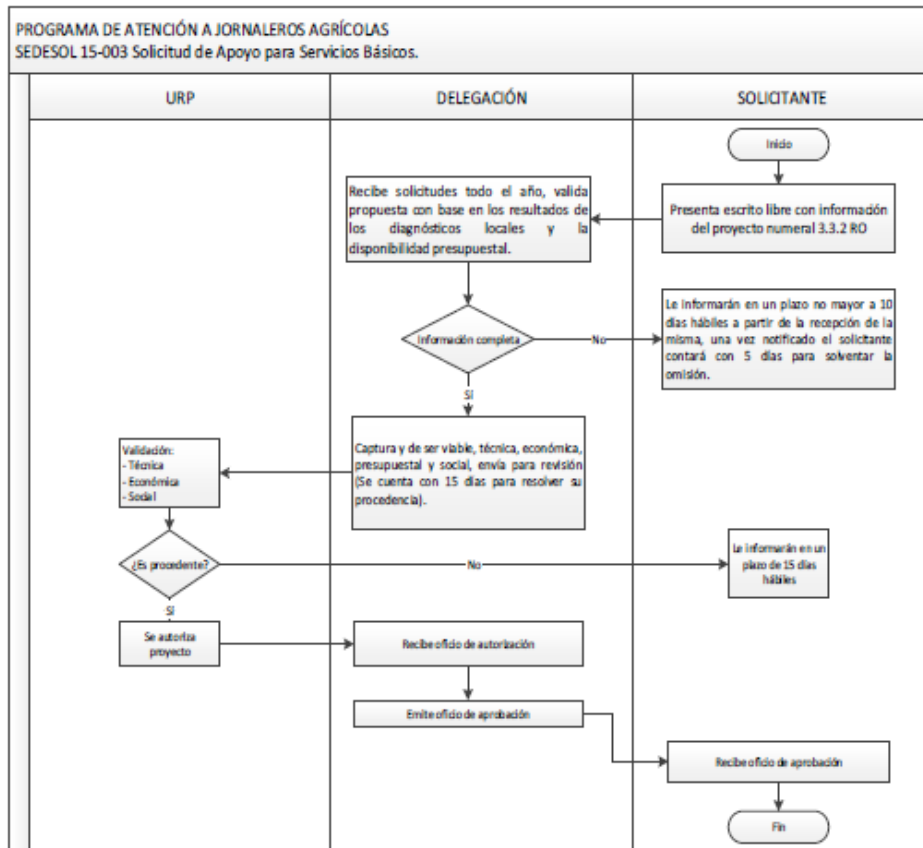 PROGRAMA DE ATENCIÓN A JORNALEROS AGRÍCOLAS
SEDESOL 15-003 Solicitud de Apoyo para Servicios Básicos.
URP
DELEGACIÓN
SOLICITANTE
Inicio
Presenta escrito libre con información
del proyecto numeral 3.3.2 RO
Recibe solicitudes todo el año, valida
propuesta con base en los resultados de
los diagnósticos locales y la
disponibilidad presupuestal.
Información completa
No
Le informarán en un plazo no mayor a 10
días hábiles a partir de la recepción de la
misma, una vez notificado el solicitante
contará con 5 días para solventar la
omisión.
Sí
Captura y de ser viable, técnica, económica,
presupuestal y social, envía para revisión
(Se cuenta con 15 días para resolver su
procedencia).
Validación:
- Técnica
- Económica
- Social
¿Es procedente?
No
Le informarán en un
plazo de 15 días
hábiles
Sí
Se autoriza
proyecto
Recibe oficio de autorización
Emite oficio de aprobación
Recibe oficio de aprobación
Fin